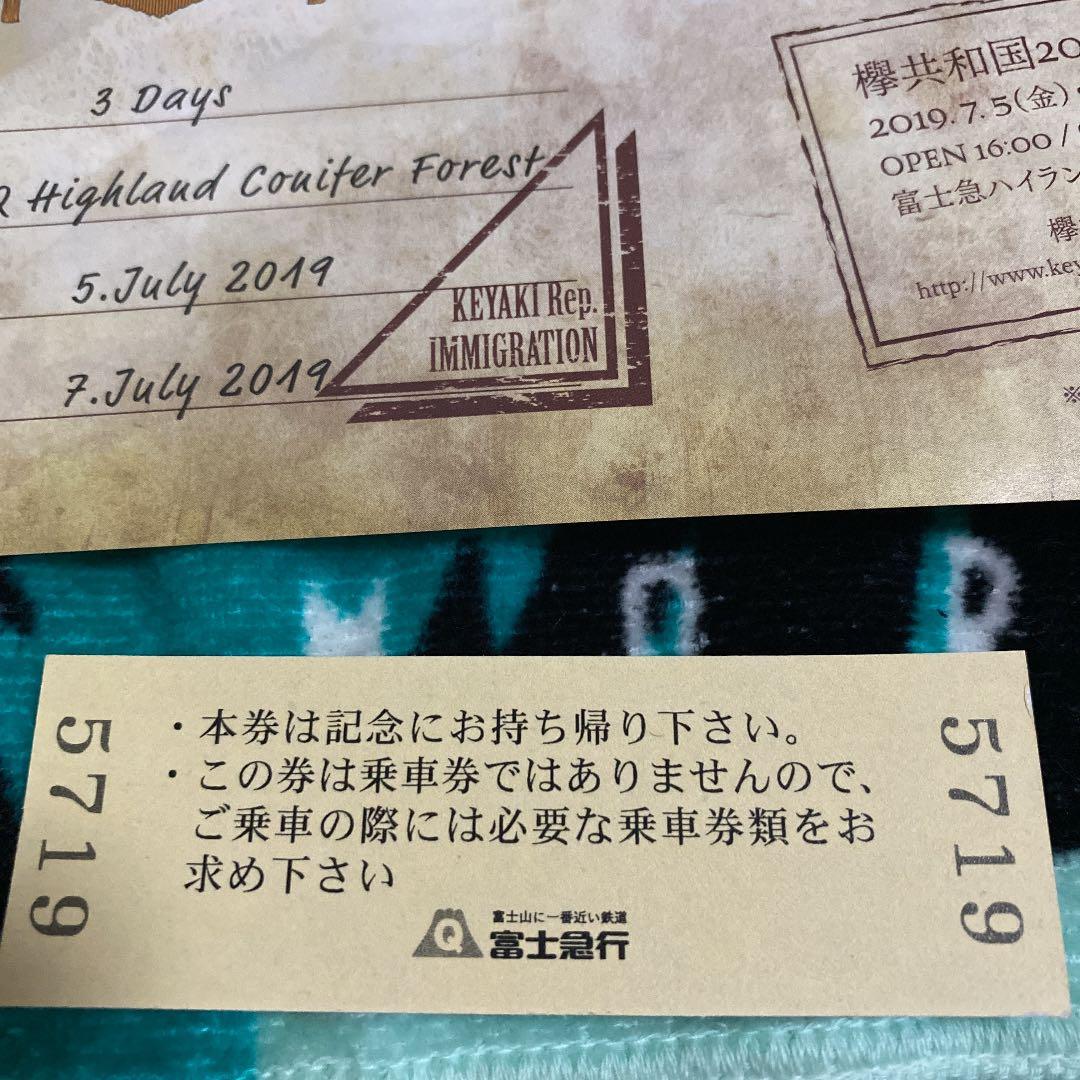 3 Days
Highland Conifer Forest
5.July 2019
7.July 2019
KEYAKI Rep.
iMMIGRATION
欅共和国20
2019.7.5(金)・
OPEN 16:00 /
富士急ハイラン
欅
http://www.key
※
・本券は記念にお持ち帰り下さい。
・この券は乗車券ではありませんので、
ご乗車の際には必要な乗車券類をお
求め下さい
富士山に一番近い鉄道
Q 富士急行
5719
5719